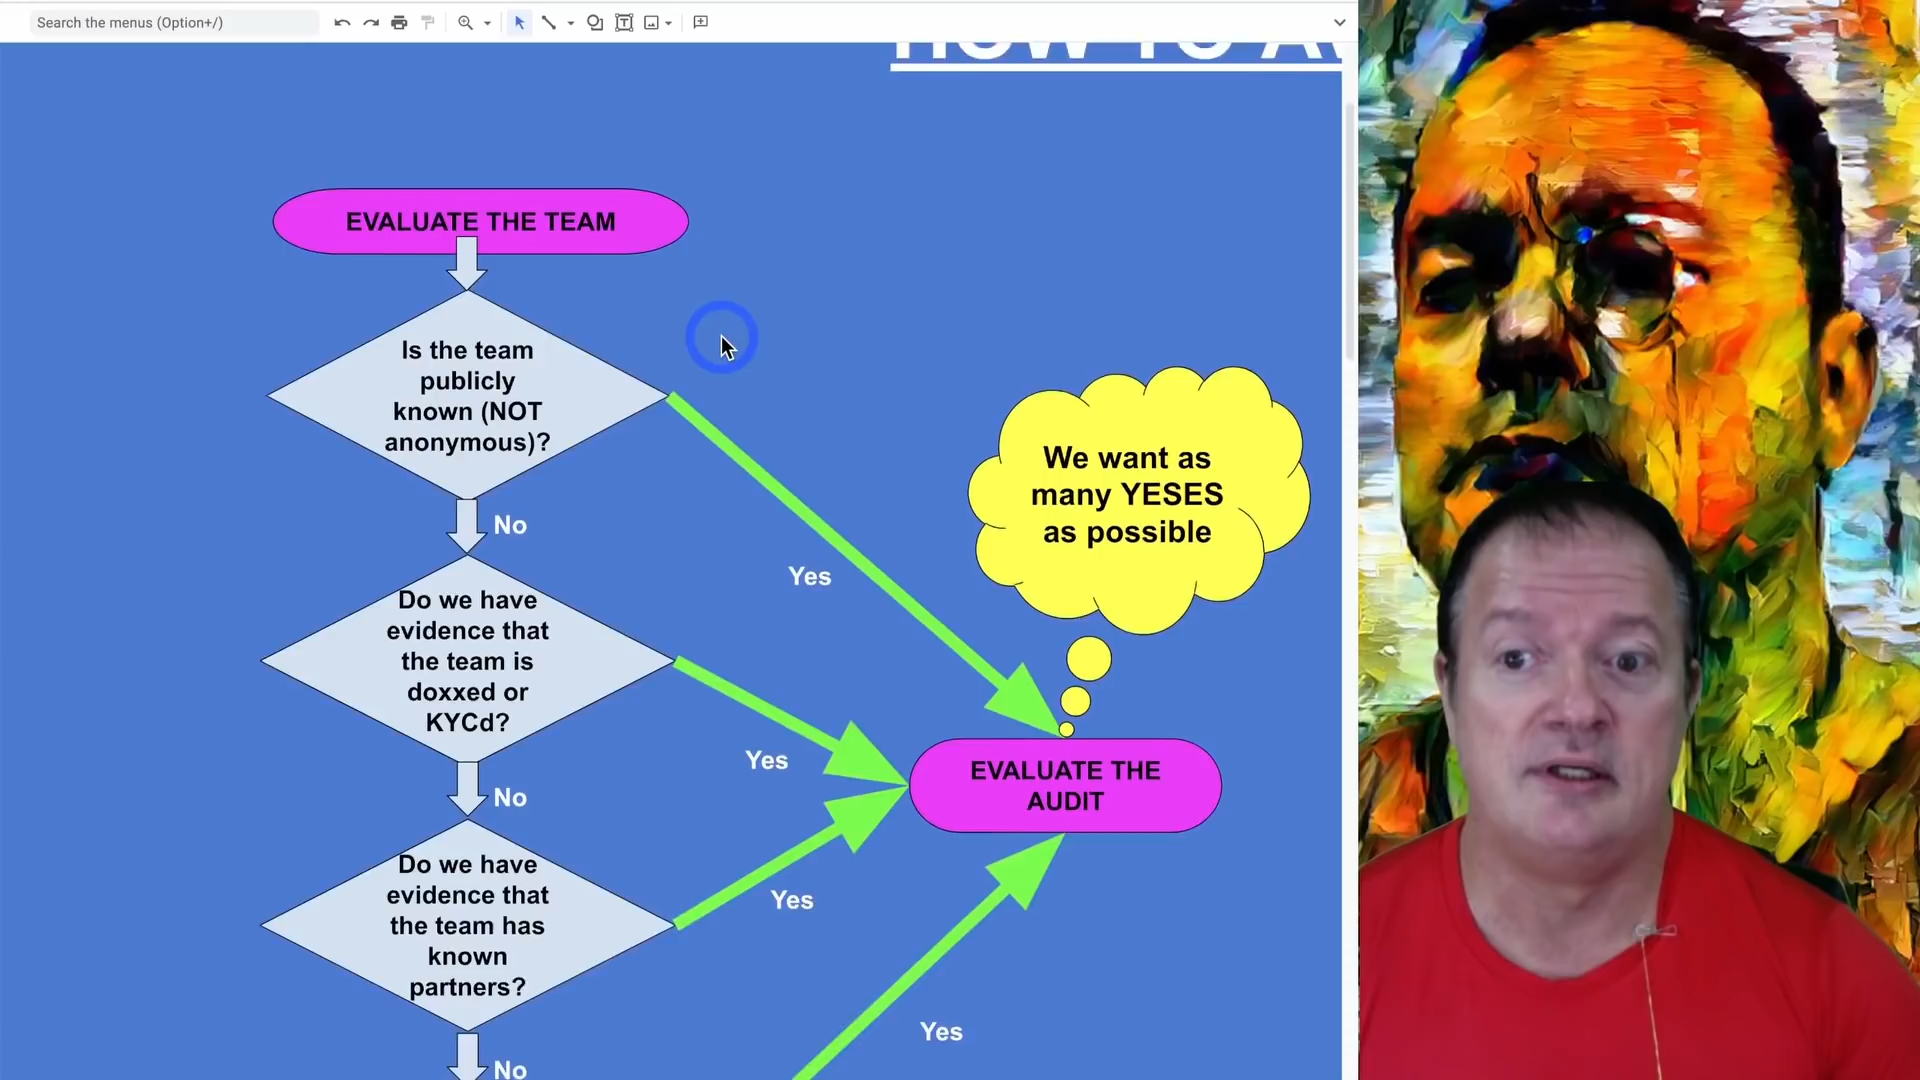 Search the menus (Option+/)
HOW TO A
EVALUATE THE TEAM
Is the team
publicly
known (NOT
anonymous)?
No
Yes
Do we have
evidence that
the team is
doxxed or
KYCd?
No
Yes
Do we have
evidence that
the team has
known
partners?
No
Yes
Yes
We want as
many YESES
as possible
EVALUATE THE
AUDIT